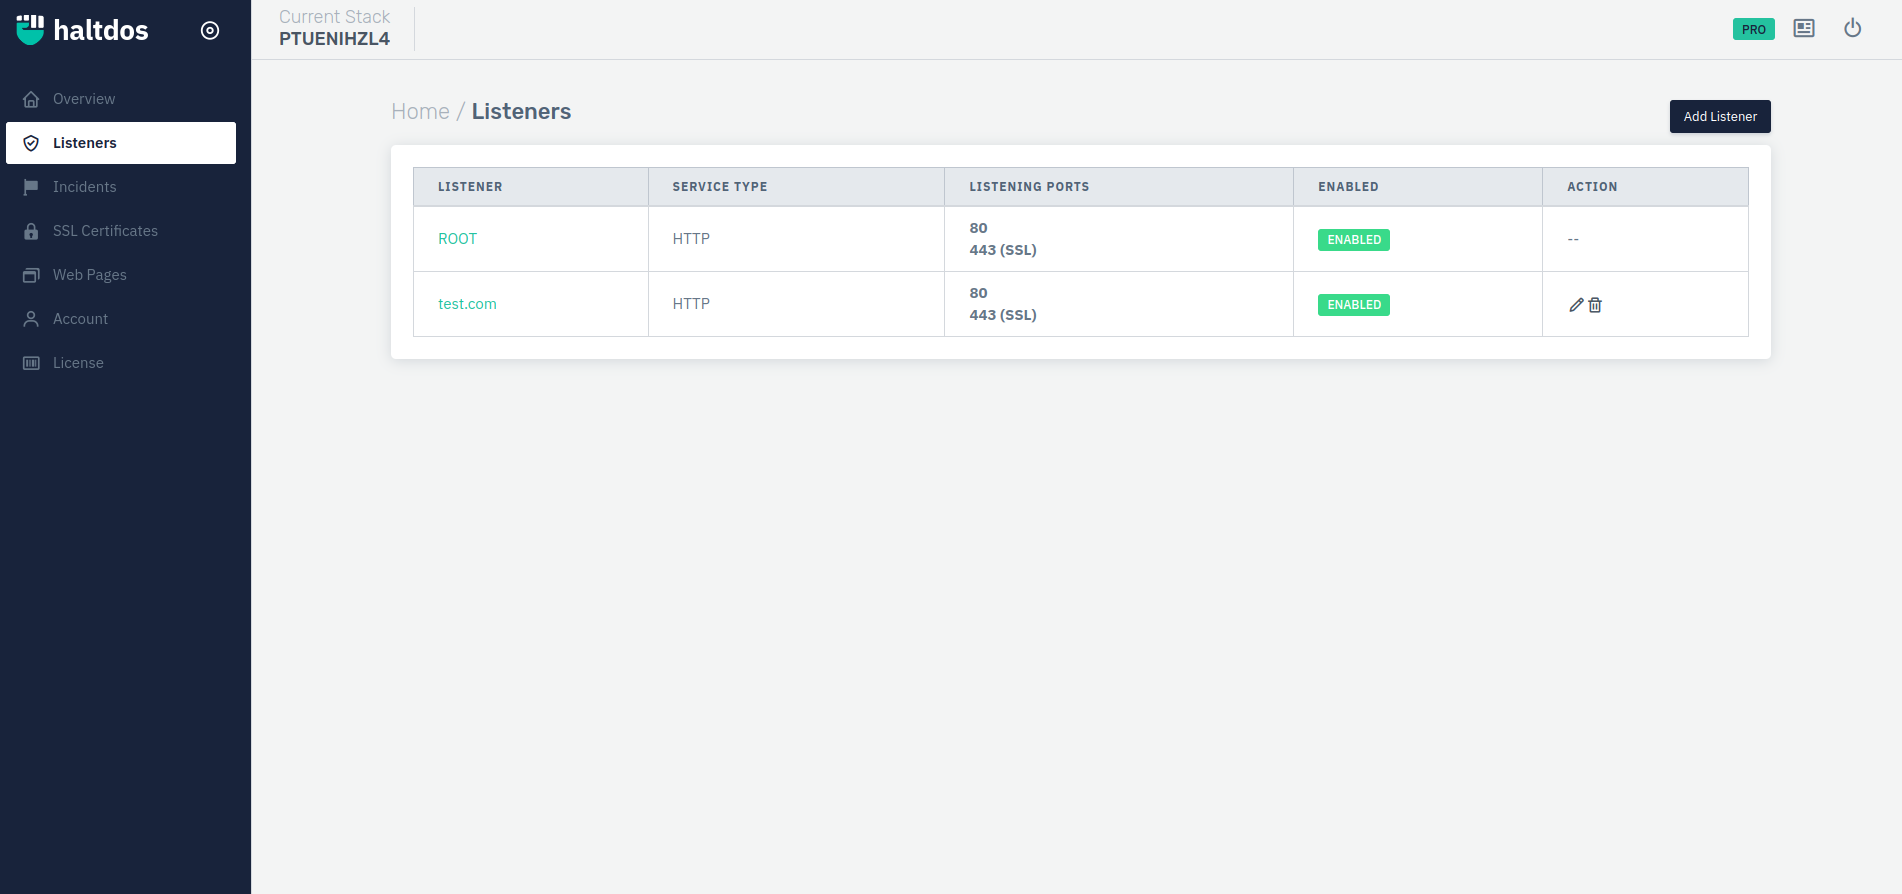 haltdos
Current Stack
PTUENIHZL4
PRO
Overview
Listeners
Incidents
SSL Certificates
Web Pages
Account
License
Home / Listeners
Add Listener
LISTENER SERVICE TYPE LISTENING PORTS ENABLED ACTION
ROOT HTTP 80 ENABLED --
443 (SSL)
test.com HTTP 80 ENABLED
443 (SSL)